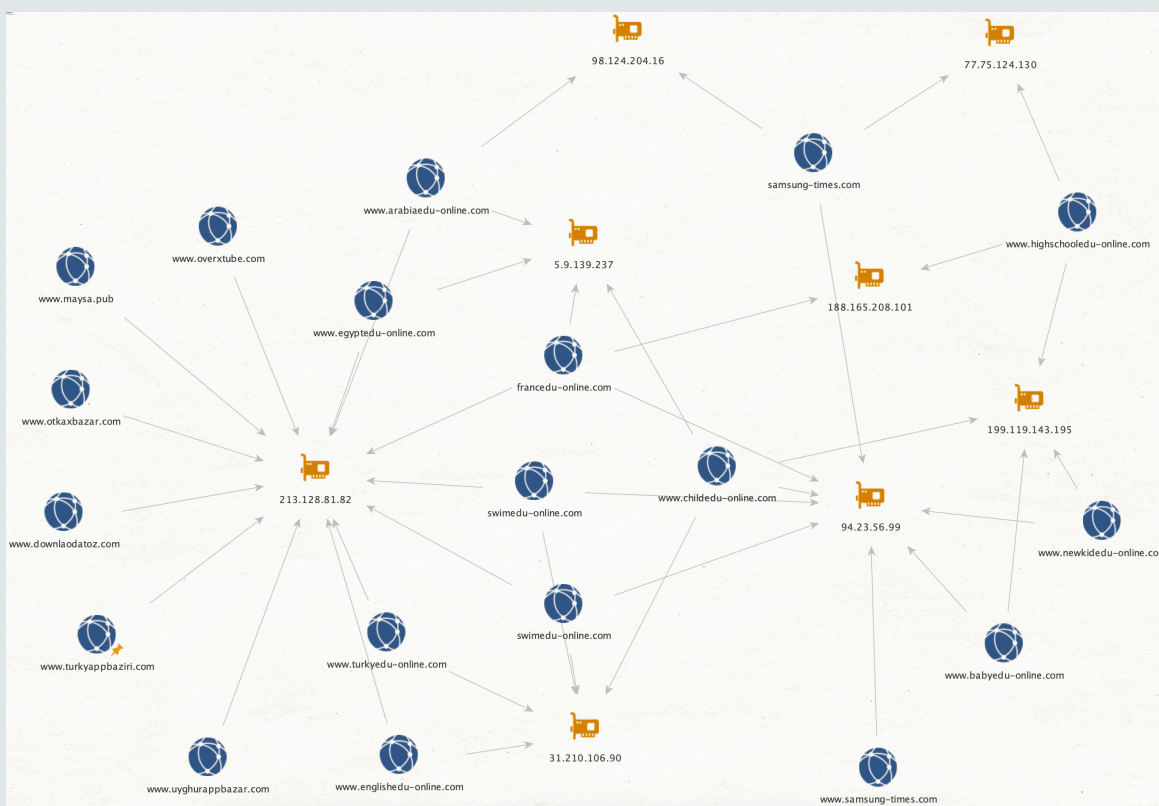 98.124.204.16
77.75.124.130
samsung-times.com
www.arabiaedu-online.com
www.highschooledu-online.com
www.overxtube.com
5.9.139.237
www.maysa.pub
188.165.208.101
www.egyptedu-online.com
francedu-online.com
www.otkaxbazar.com
199.119.143.195
213.128.81.82
www.childedu-online.com
swimedu-online.com
94.23.56.99
www.downlaodatoz.com
www.newkidedu-online.co
swimedu-online.com
www.turkyappbaziri.com
www.turkyedu-online.com
www.babyedu-online.com
31.210.106.90
www.uyghurappbazar.com
www.englishedu-online.com
www.samsung-times.com